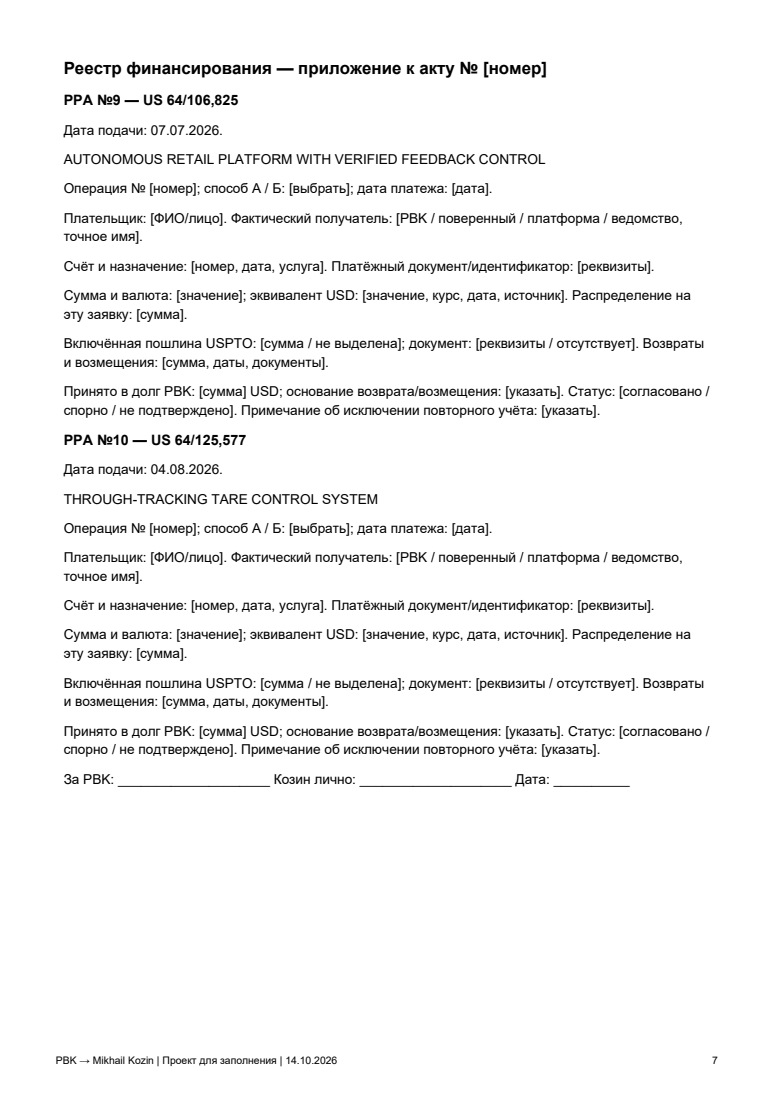 Реестр финансирования — приложение к акту № [номер]
PPA №9 — US 64/106,825
Дата подачи: 07.07.2026.
AUTONOMOUS RETAIL PLATFORM WITH VERIFIED FEEDBACK CONTROL
Операция № [номер]; способ А / Б: [выбрать]; дата платежа: [дата].
Плательщик: [ФИО/лицо]. Фактический получатель: [PBK / поверенный / платформа / ведомство,
точное имя].
Счёт и назначение: [номер, дата, услуга]. Платёжный документ/идентификатор: [реквизиты].
Сумма и валюта: [значение]; эквивалент USD: [значение, курс, дата, источник]. Распределение на
эту заявку: [сумма].
Включённая пошлина USPTO: [сумма / не выделена]; документ: [реквизиты / отсутствует]. Возвраты
и возмещения: [сумма, даты, документы].
Принято в долг PBK: [сумма] USD; основание возврата/возмещения: [указать]. Статус: [согласовано /
спорно / не подтверждено]. Примечание об исключении повторного учёта: [указать].
PPA №10 — US 64/125,577
Дата подачи: 04.08.2026.
THROUGH-TRACKING TARE CONTROL SYSTEM
Операция № [номер]; способ А / Б: [выбрать]; дата платежа: [дата].
Плательщик: [ФИО/лицо]. Фактический получатель: [PBK / поверенный / платформа / ведомство,
точное имя].
Счёт и назначение: [номер, дата, услуга]. Платёжный документ/идентификатор: [реквизиты].
Сумма и валюта: [значение]; эквивалент USD: [значение, курс, дата, источник]. Распределение на
эту заявку: [сумма].
Включённая пошлина USPTO: [сумма / не выделена]; документ: [реквизиты / отсутствует]. Возвраты
и возмещения: [сумма, даты, документы].
Принято в долг PBK: [сумма] USD; основание возврата/возмещения: [указать]. Статус: [согласовано /
спорно / не подтверждено]. Примечание об исключении повторного учёта: [указать].
За PBK: ____________________ Козин лично: ____________________ Дата: __________
PBK → Mikhail Kozin | Проект для заполнения | 14.10.2026 7